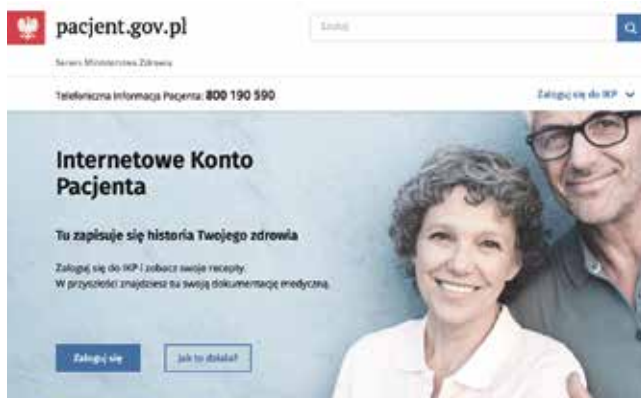 pacjent.gov.pl
Szukaj
Serwis Ministerstwa Zdrowia
Telefoniczna Informacja Pacjenta: 800 190 590
Zaloguj się do IKP
Internetowe Konto
Pacjenta
Tu zapisuje się historia Twojego zdrowia
Zaloguj się do IKP i zobacz swoje recepty.
W przyszłości znajdziesz tu swoją dokumentację medyczną.
Zaloguj się
Jak to działa?